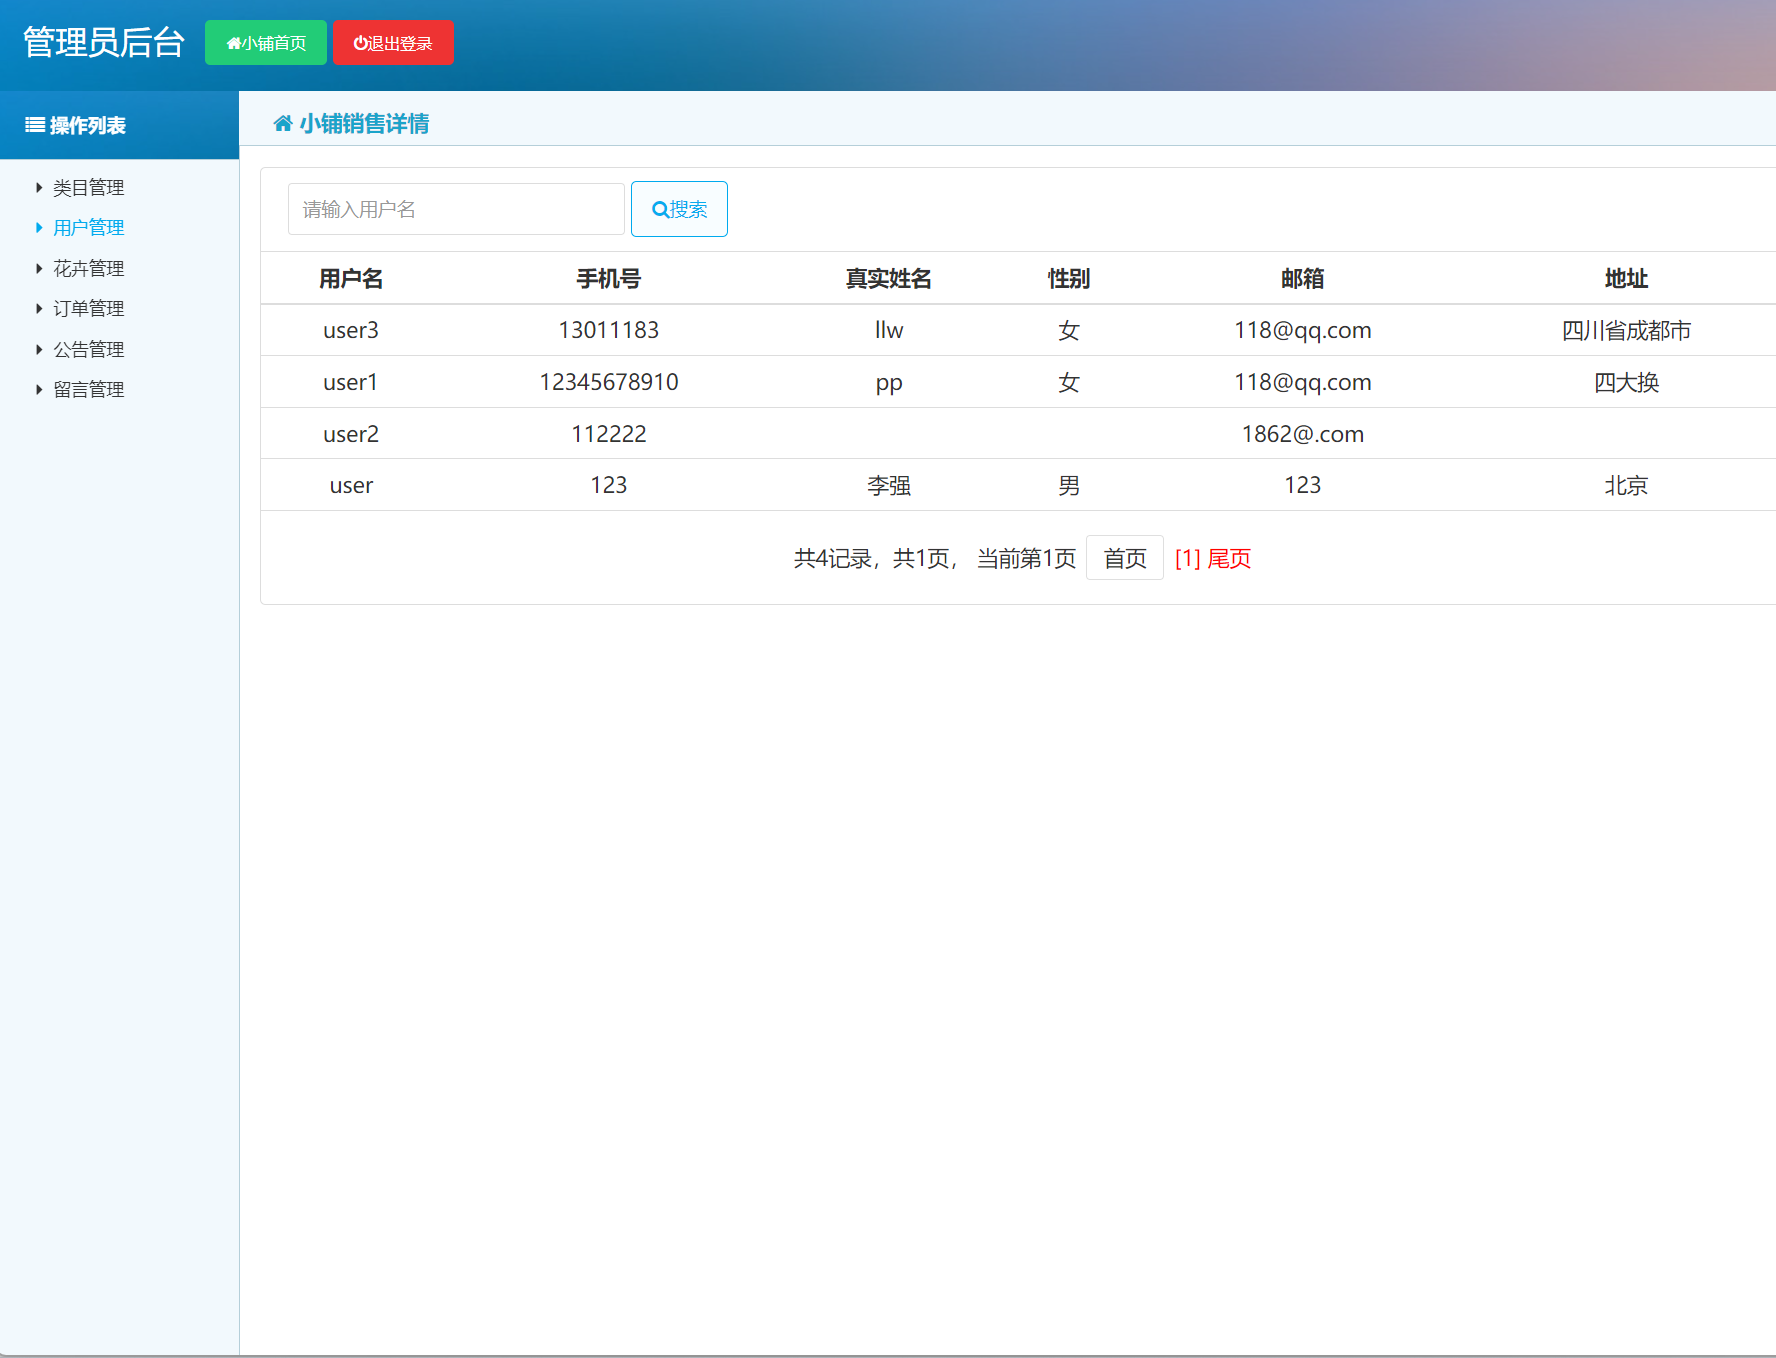 管理员后台 小铺首页 退出登录
操作列表
类目管理
用户管理
花卉管理
订单管理
公告管理
留言管理
小铺销售详情
请输入用户名 搜索
用户名 手机号 真实姓名 性别 邮箱 地址
user3 13011183 llw 女 118@qq.com 四川省成都市
user1 12345678910 pp 女 118@qq.com 四大换
user2 112222 1862@.com
user 123 李强 男 123 北京
共4记录，共1页， 当前第1页 首页 [1] 尾页